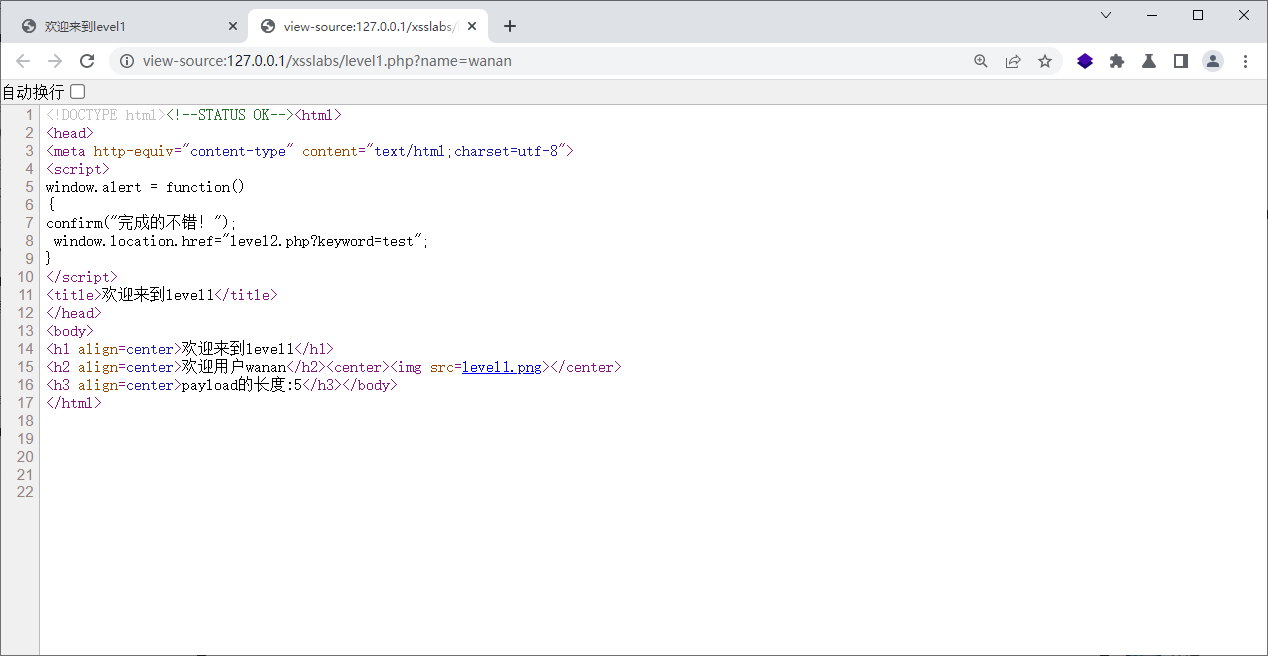 欢迎来到level1
view-source:127.0.0.1/xsslabs/
view-source:127.0.0.1/xsslabs/level1.php?name=wanan
自动换行
1 <!DOCTYPE html><!--STATUS OK--><html>
2 <head>
3 <meta http-equiv="content-type" content="text/html;charset=utf-8">
4 <script>
5 window.alert = function()
6 {
7 confirm("完成的不错！");
8 window.location.href="level2.php?keyword=test";
9 }
10 </script>
11 <title>欢迎来到level1</title>
12 </head>
13 <body>
14 <h1 align=center>欢迎来到level1</h1>
15 <h2 align=center>欢迎用户wanan</h2><center><img src=level1.png></center>
16 <h3 align=center>payload的长度:5</h3></body>
17 </html>
18
19
20
21
22